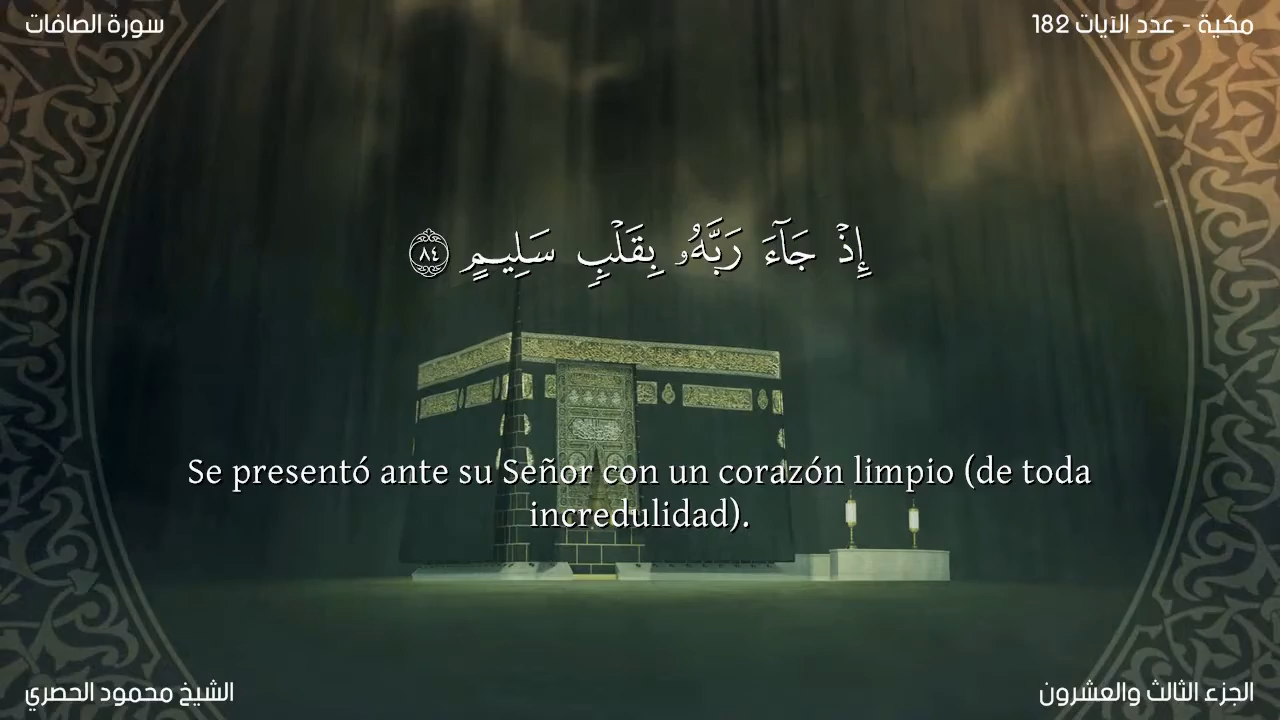 سورة الصافات
مكية - عدد الآيات 182
إِذۡ جَآءَ رَبَّهُۥ بِقَلۡبٖ سَلِيمٍ ٨٤
Se presentó ante su Señor con un corazón limpio (de toda
incredulidad).
الشيخ محمود الحصري
الجزء الثالث والعشرون